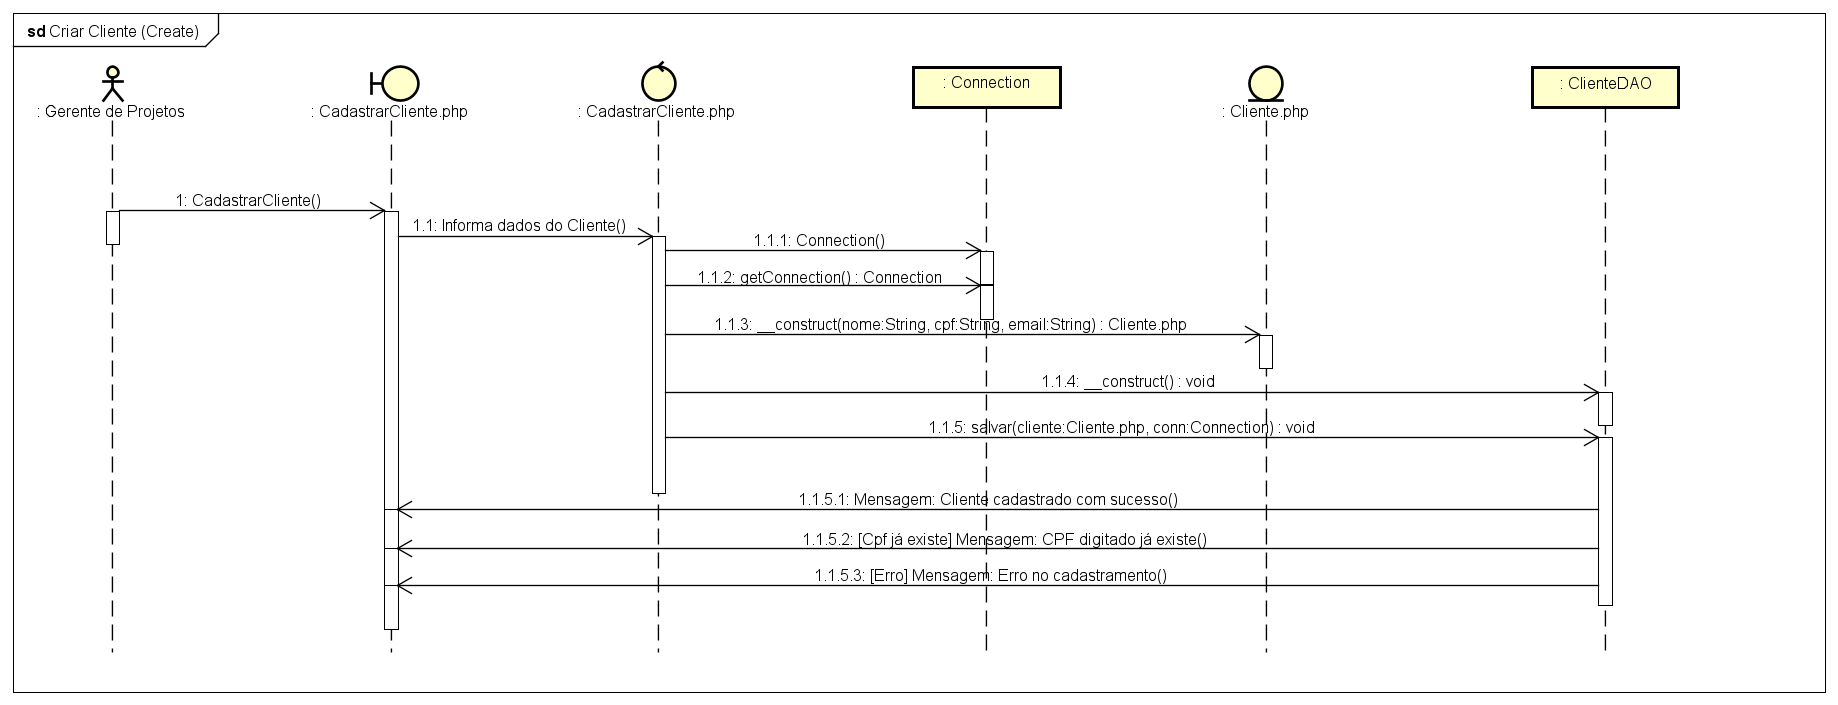 sd Criar Cliente (Create)
: Gerente de Projetos
: CadastrarCliente.php
: CadastrarCliente.php
: Connection
: Cliente.php
: ClienteDAO
1: CadastrarCliente()
1.1: Informa dados do Cliente()
1.1.1: Connection()
1.1.2: getConnection() : Connection
1.1.3: __construct(nome:String, cpf:String, email:String) : Cliente.php
1.1.4: __construct() : void
1.1.5: salvar(cliente:Cliente.php, conn:Connection) : void
1.1.5.1: Mensagem: Cliente cadastrado com sucesso()
1.1.5.2: [Cpf já existe] Mensagem: CPF digitado já existe()
1.1.5.3: [Erro] Mensagem: Erro no cadastramento()